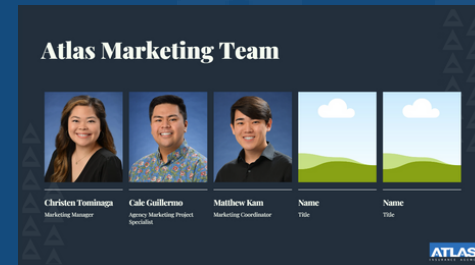 Atlas Marketing Team
Christen Tominaga
Marketing Manager
Cale Guillermo
Agency Marketing Project
Specialist
Matthew Kam
Marketing Coordinator
Name
Title
Name
Title
ATLAS